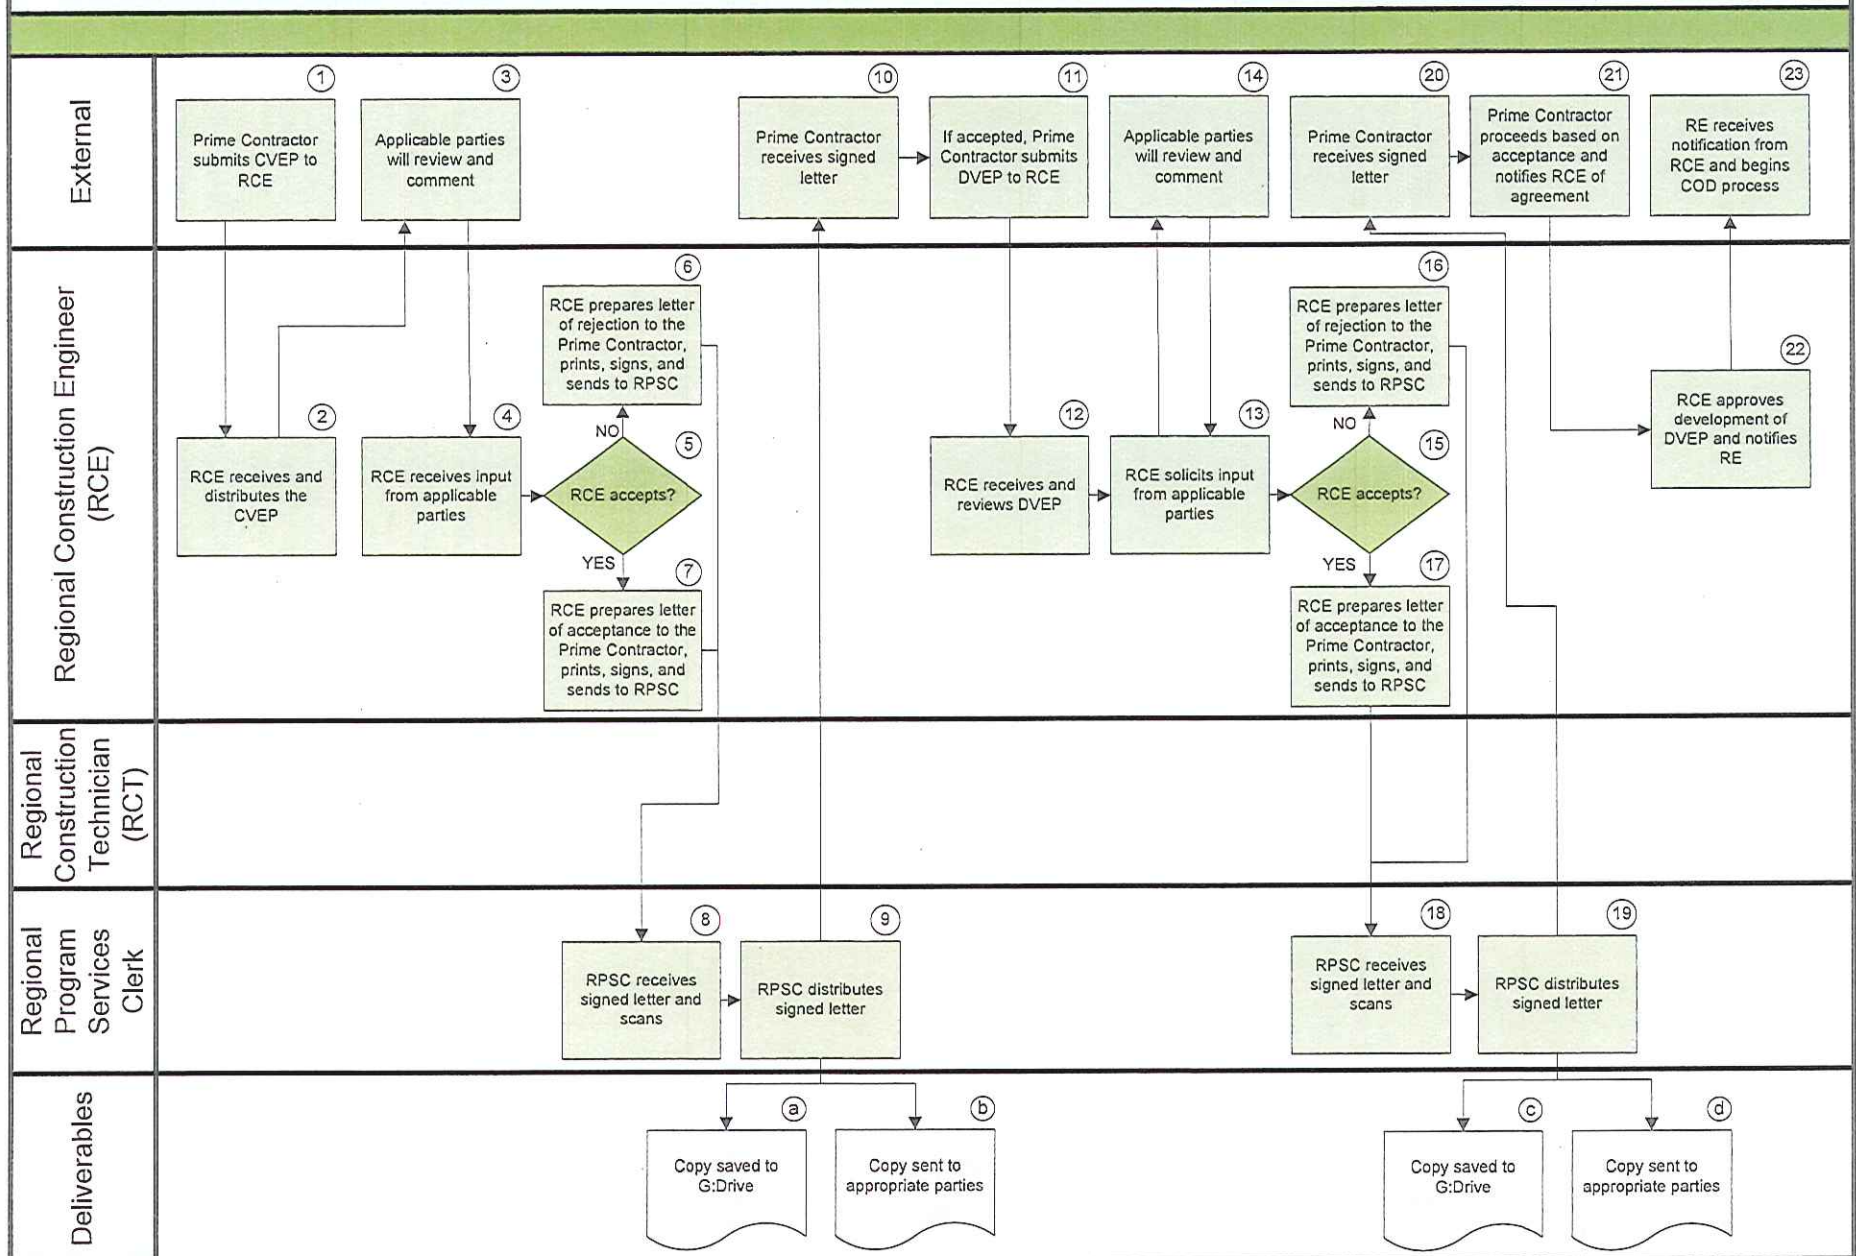 External
1
Prime Contractor
submits CVEP to
RCE
3
Applicable parties
will review and
comment
10
Prime Contractor
receives signed
letter
11
If accepted, Prime
Contractor submits
DVEP to RCE
14
Applicable parties
will review and
comment
20
Prime Contractor
receives signed
letter
21
Prime Contractor
proceeds based on
acceptance and
notifies RCE of
agreement
23
RE receives
notification from
RCE and begins
COD process
Regional Construction Engineer
(RCE)
2
RCE receives and
distributes the
CVEP
4
RCE receives input
from applicable
parties
6
RCE prepares letter
of rejection to the
Prime Contractor,
prints, signs, and
sends to RPSC
NO
5
RCE accepts?
YES
7
RCE prepares letter
of acceptance to the
Prime Contractor,
prints, signs, and
sends to RPSC
12
RCE receives and
reviews DVEP
13
RCE solicits input
from applicable
parties
16
RCE prepares letter
of rejection to the
Prime Contractor,
prints, signs, and
sends to RPSC
NO
15
RCE accepts?
YES
17
RCE prepares letter
of acceptance to the
Prime Contractor,
prints, signs, and
sends to RPSC
22
RCE approves
development of
DVEP and notifies
RE
Regional
Construction
Technician
(RCT)
Regional
Program
Services
Clerk
8
RPSC receives
signed letter and
scans
9
RPSC distributes
signed letter
18
RPSC receives
signed letter and
scans
19
RPSC distributes
signed letter
Deliverables
a
Copy saved to
G:Drive
b
Copy sent to
appropriate parties
c
Copy saved to
G:Drive
d
Copy sent to
appropriate parties